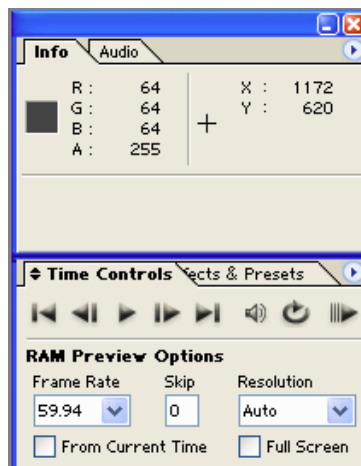 Info Audio
R : 64 X : 1172
G : 64 Y : 620
B : 64
A : 255
Time Controls fects & Presets
RAM Preview Options
Frame Rate Skip Resolution
59.94 0 Auto
From Current Time Full Screen